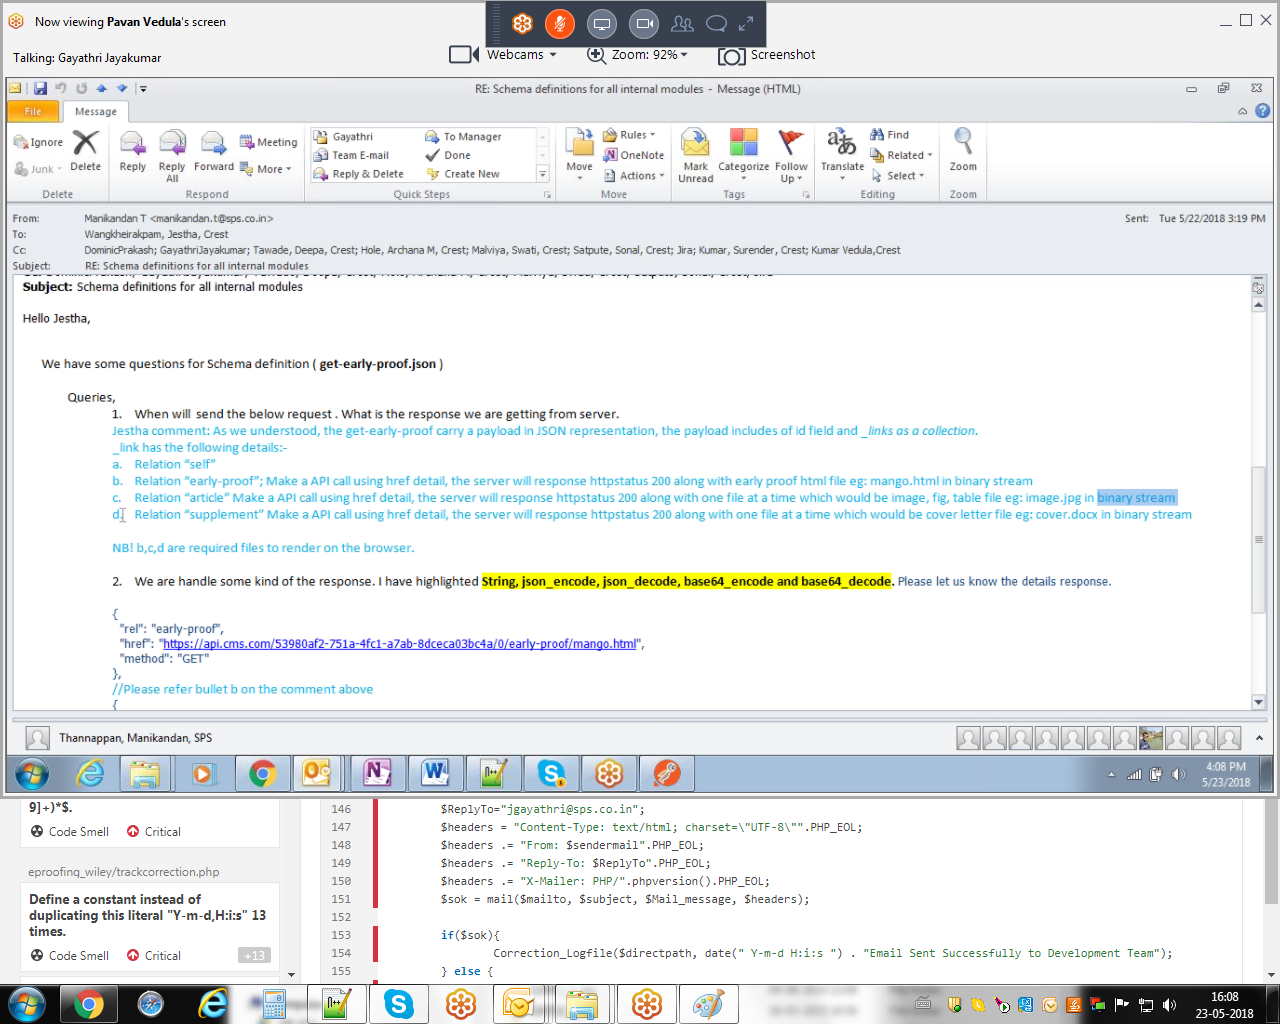 Now viewing Pavan Vedula's screen
Talking: Gayathri Jayakumar
Webcams
Zoom: 92%
Screenshot
RE: Schema definitions for all internal modules - Message (HTML)
File
Message
Ignore
Junk
Delete
Delete
Reply
Reply All
Forward
Meeting
More
Respond
Gayathri
Team E-mail
Reply & Delete
To Manager
Done
Create New
Quick Steps
Move
Rules
OneNote
Actions
Move
Mark Unread
Categorize
Follow Up
Tags
Translate
Find
Related
Select
Editing
Zoom
Zoom
From: Manikandan T <manikandan.t@sps.co.in>
Sent: Tue 5/22/2018 3:19 PM
To: Wangkheirakpam, Jestha, Crest
Cc: DominicPrakash; GayathriJayakumar; Tawade, Deepa, Crest; Hole, Archana M, Crest; Malviya, Swati, Crest; Satpute, Sonal, Crest; Jira; Kumar, Surender, Crest; Kumar Vedula,Crest
Subject: RE: Schema definitions for all internal modules
Subject: Schema definitions for all internal modules
Hello Jestha,
We have some questions for Schema definition ( get-early-proof.json )
Queries,
1. When will send the below request . What is the response we are getting from server.
Jestha comment: As we understood, the get-early-proof carry a payload in JSON representation, the payload includes of id field and _links as a collection.
_link has the following details:-
a. Relation “self”
b. Relation “early-proof”; Make a API call using href detail, the server will response httpstatus 200 along with early proof html file eg: mango.html in binary stream
c. Relation “article” Make a API call using href detail, the server will response httpstatus 200 along with one file at a time which would be image, fig, table file eg: image.jpg in binary stream
d. Relation “supplement” Make a API call using href detail, the server will response httpstatus 200 along with one file at a time which would be cover letter file eg: cover.docx in binary stream
NB! b,c,d are required files to render on the browser.
2. We are handle some kind of the response. I have highlighted String, json_encode, json_decode, base64_encode and base64_decode. Please let us know the details response.
{
"rel": "early-proof",
"href": "https://api.cms.com/53980af2-751a-4fc1-a7ab-8dceca03bc4a/0/early-proof/mango.html",
"method": "GET"
},
//Please refer bullet b on the comment above
{
Thannappan, Manikandan, SPS
4:08 PM
5/23/2018
9]+)*$.
Code Smell Critical
eproofing_wiley/trackcorrection.php
Define a constant instead of
duplicating this literal "Y-m-d,H:i:s" 13
times.
Code Smell Critical +13
146 $ReplyTo="jgayathri@sps.co.in";
147 $headers = "Content-Type: text/html; charset=\"UTF-8\"".PHP_EOL;
148 $headers .= "From: $sendermail".PHP_EOL;
149 $headers .= "Reply-To: $ReplyTo".PHP_EOL;
150 $headers .= "X-Mailer: PHP/".phpversion().PHP_EOL;
151 $sok = mail($mailto, $subject, $Mail_message, $headers);
152
153 if($sok){
154 Correction_Logfile($directpath, date(" Y-m-d H:i:s ") . "Email Sent Successfully to Development Team");
155 } else {
16:08
23-05-2018